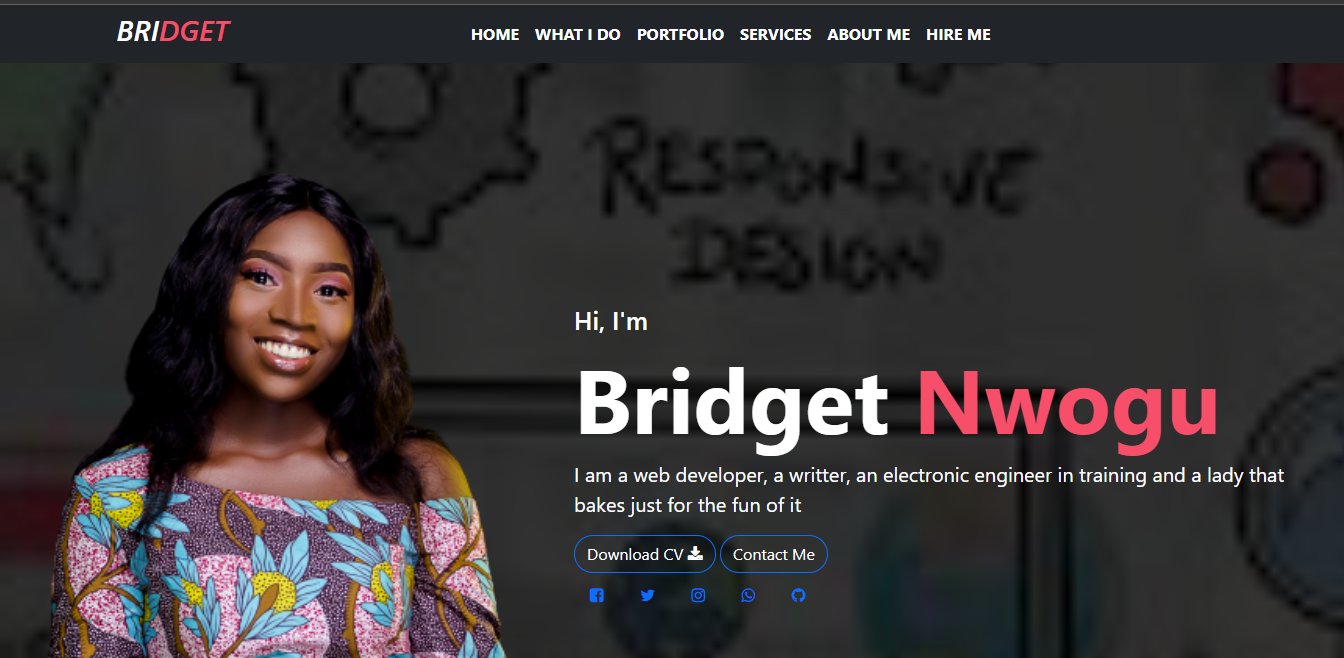 BRIDGET
HOME WHAT I DO PORTFOLIO SERVICES ABOUT ME HIRE ME
RESPONSIVE
DESIGN
Hi, I'm
Bridget Nwogu
I am a web developer, a writter, an electronic engineer in training and a lady that
bakes just for the fun of it
Download CV Contact Me